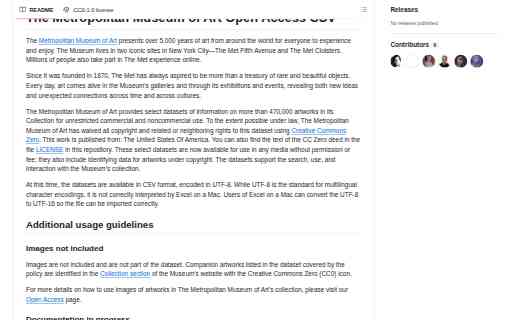 README
CC0-1.0 license
The Metropolitan Museum of Art Open Access CSV
The Metropolitan Museum of Art presents over 5,000 years of art from around the world for everyone to experience
and enjoy. The Museum lives in two iconic sites in New York City—The Met Fifth Avenue and The Met Cloisters.
Millions of people also take part in The Met experience online.
Since it was founded in 1870, The Met has always aspired to be more than a treasury of rare and beautiful objects.
Every day, art comes alive in the Museum's galleries and through its exhibitions and events, revealing both new ideas
and unexpected connections across time and across cultures.
The Metropolitan Museum of Art provides select datasets of information on more than 470,000 artworks in its
Collection for unrestricted commercial and noncommercial use. To the extent possible under law, The Metropolitan
Museum of Art has waived all copyright and related or neighboring rights to this dataset using Creative Commons
Zero. This work is published from: The United States Of America. You can also find the text of the CC Zero deed in the
file LICENSE in this repository. These select datasets are now available for use in any media without permission or
fee; they also include identifying data for artworks under copyright. The datasets support the search, use, and
interaction with the Museum's collection.
At this time, the datasets are available in CSV format, encoded in UTF-8. While UTF-8 is the standard for multilingual
character encodings, it is not correctly interpreted by Excel on a Mac. Users of Excel on a Mac can convert the UTF-8
to UTF-16 so the file can be imported correctly.
Additional usage guidelines
Images not included
Images are not included and are not part of the dataset. Companion artworks listed in the dataset covered by the
policy are identified in the Collection section of the Museum's website with the Creative Commons Zero (CC0) icon.
For more details on how to use images of artworks in The Metropolitan Museum of Art's collection, please visit our
Open Access page.
Documentation in progress
Releases
No releases published
Contributors 6